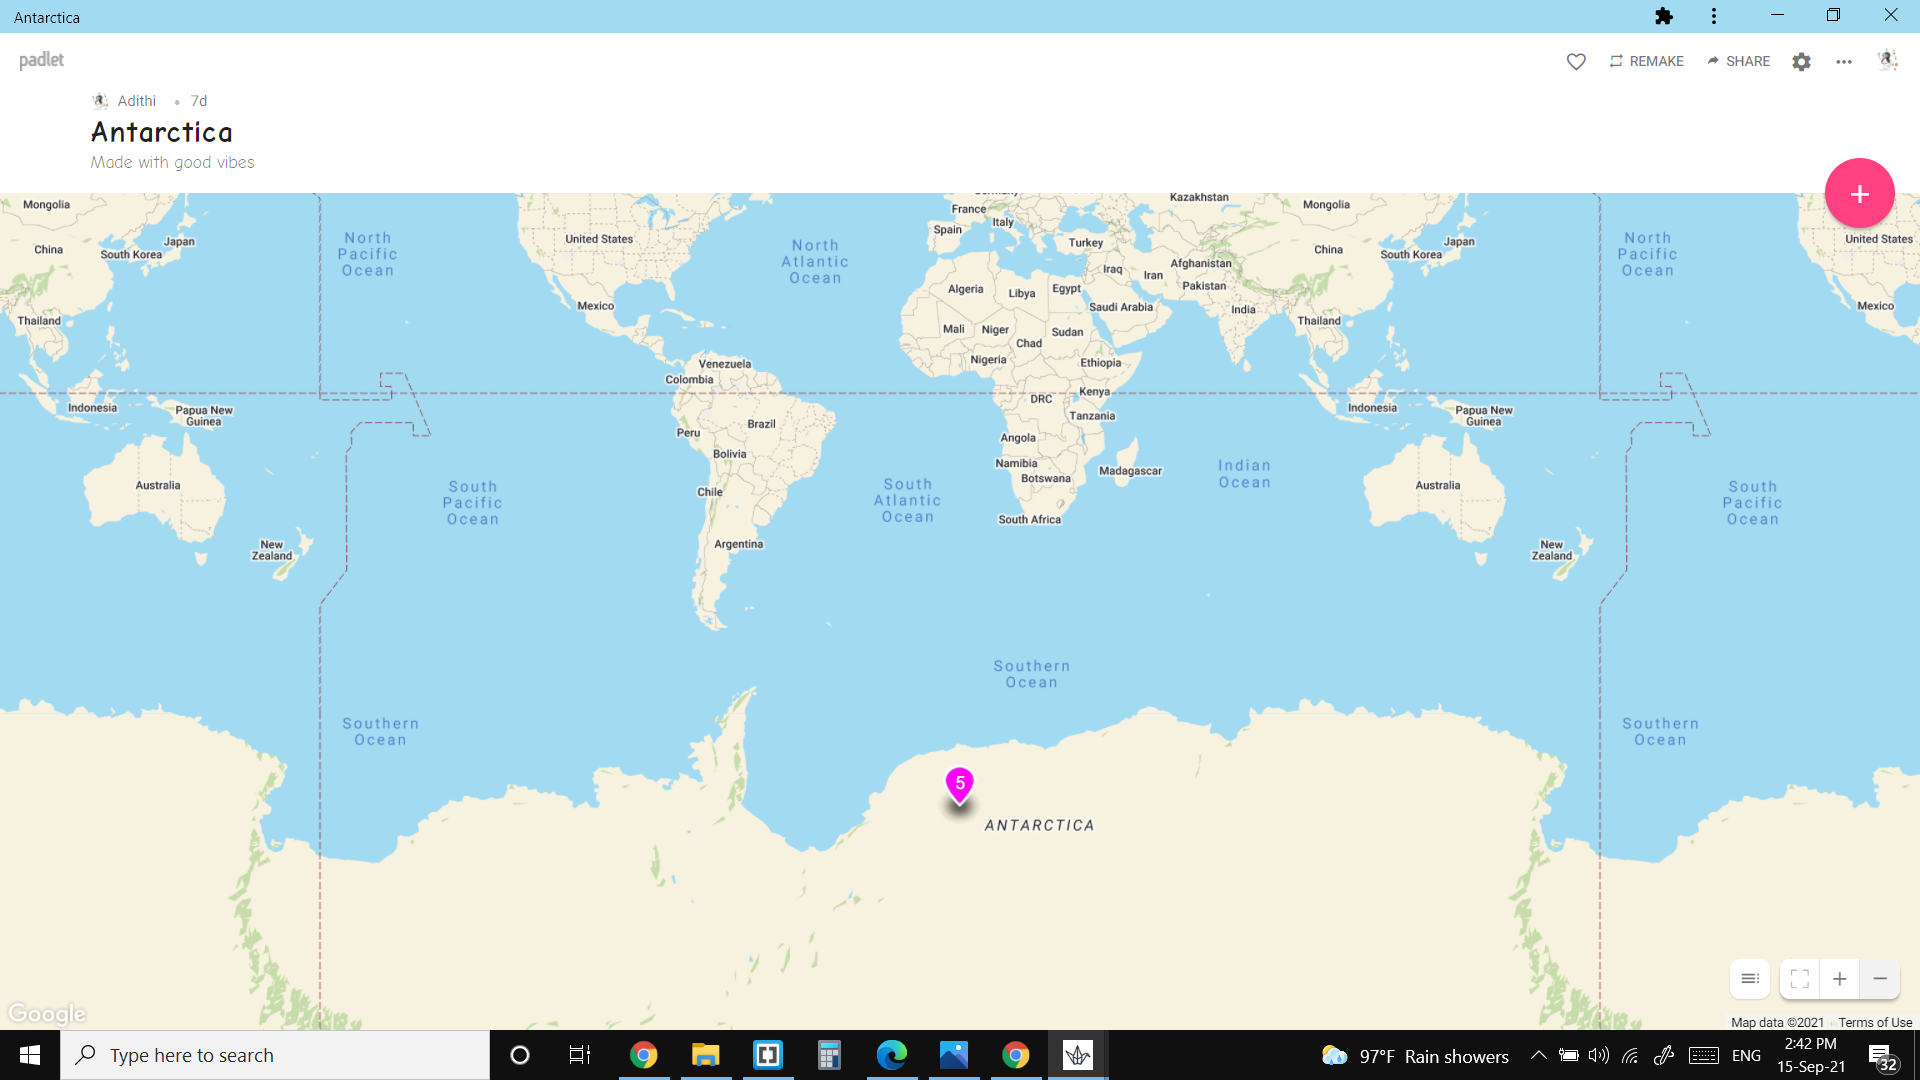 Antarctica
padlet
REMAKE
SHARE
Adithi
7d
Antarctica
Made with good vibes
Mongolia
China
Japan
South Korea
Thailand
Indonesia
Papua New
Guinea
Australia
New
Zealand
North
Pacific
Ocean
South
Pacific
Ocean
Southern
Ocean
United States
Mexico
Venezuela
Colombia
Peru
Brazil
Bolivia
Chile
Argentina
North
Atlantic
Ocean
South
Atlantic
Ocean
Germany
France
Spain
Italy
Turkey
Kazakhstan
Afghanistan
Iraq
Iran
Pakistan
Algeria
Libya
Egypt
Saudi Arabia
India
Mali
Niger
Chad
Sudan
Nigeria
Ethiopia
DRC
Kenya
Tanzania
Angola
Namibia
Botswana
Madagascar
South Africa
Indian
Ocean
Southern
Ocean
Mongolia
China
Japan
South Korea
Thailand
Indonesia
Papua New
Guinea
Australia
New
Zealand
North
Pacific
Ocean
South
Pacific
Ocean
Southern
Ocean
United States
Mexico
5
ANTARCTICA
Google
Map data ©2021
Terms of Use
Type here to search
97°F Rain showers
ENG
2:42 PM
15-Sep-21
32